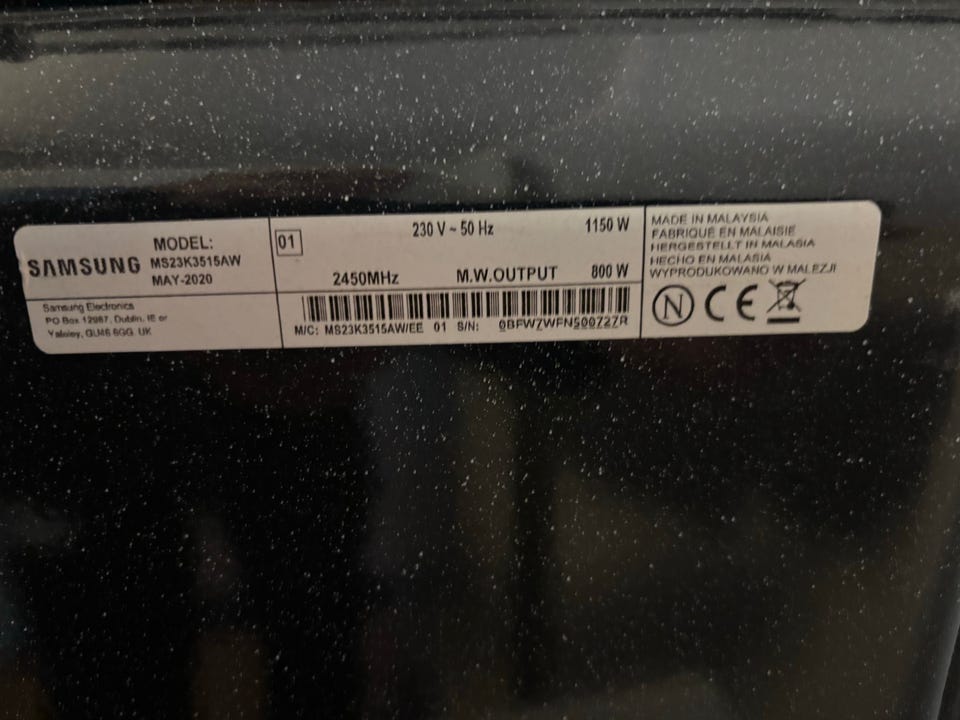 SAMSUNG
MODEL:
MS23K3515AW
MAY-2020
Samsung Electronics
PO Box 12987, Dublin. IE or
Yateley, GU46 6GG. UK
01
230 V ~ 50 Hz 1150 W
2450MHz M.W.OUTPUT 800 W
M/C: MS23K3515AW/EE 01 S/N: 0BFW7WFN500727R
MADE IN MALAYSIA
FABRIQUÉ EN MALAISIE
HERGESTELLT IN MALASIA
HECHO EN MALASIA
WYPRODUKOWANO W MALEZJI
N CE